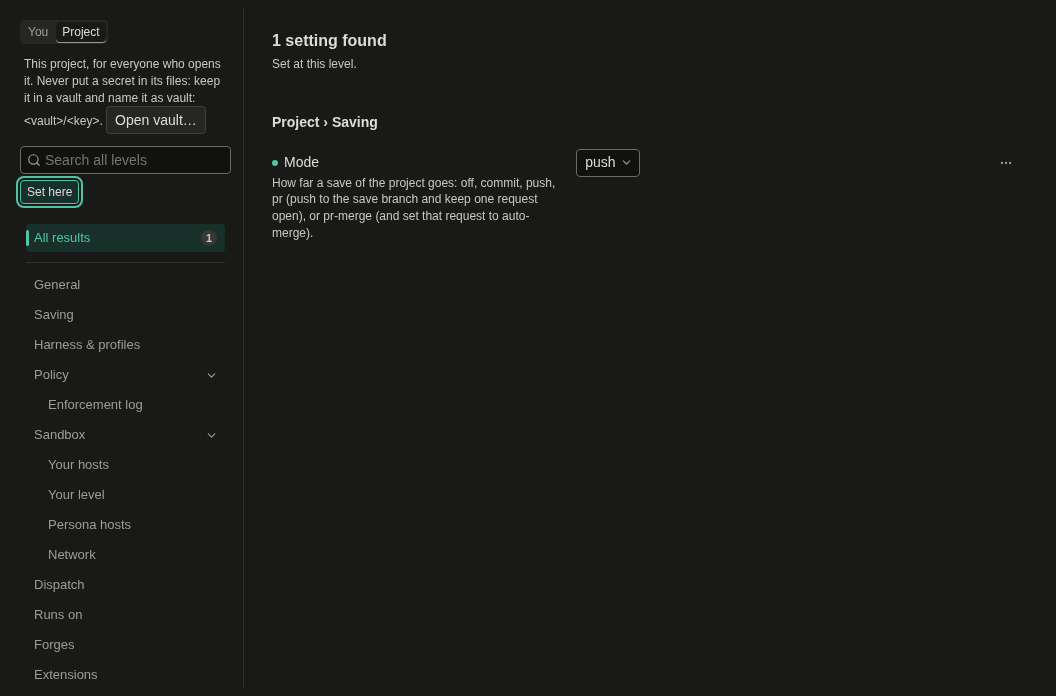 You Project
This project, for everyone who opens
it. Never put a secret in its files: keep
it in a vault and name it as vault:
<vault>/<key>. Open vault…
Search all levels
Set here
All results 1
General
Saving
Harness & profiles
Policy
Enforcement log
Sandbox
Your hosts
Your level
Persona hosts
Network
Dispatch
Runs on
Forges
Extensions
1 setting found
Set at this level.
Project › Saving
Mode push
How far a save of the project goes: off, commit, push,
pr (push to the save branch and keep one request
open), or pr-merge (and set that request to auto-
merge).